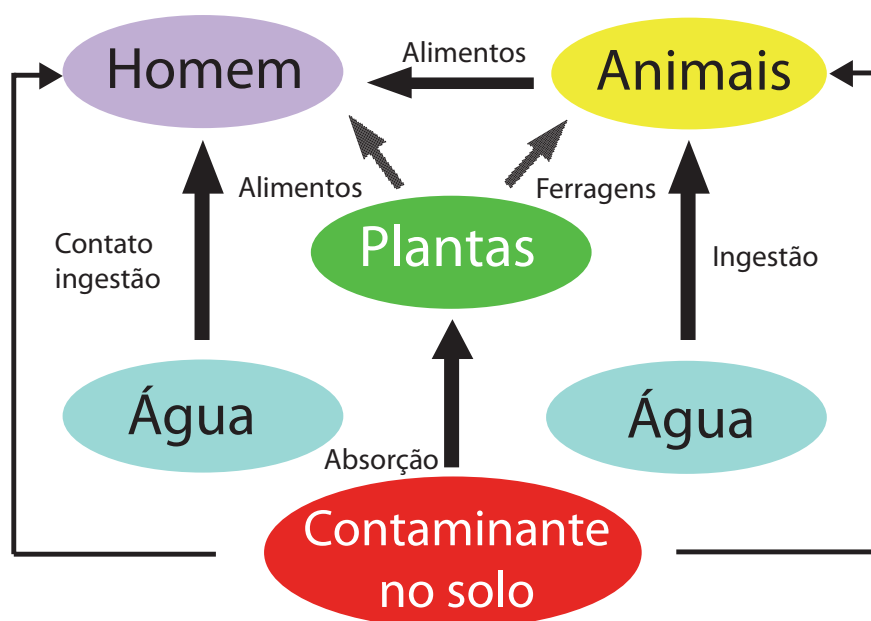 Homem
Alimentos
Animais
Alimentos
Ferragens
Plantas
Contato
ingestão
Ingestão
Água
Água
Absorção
Contaminante
no solo